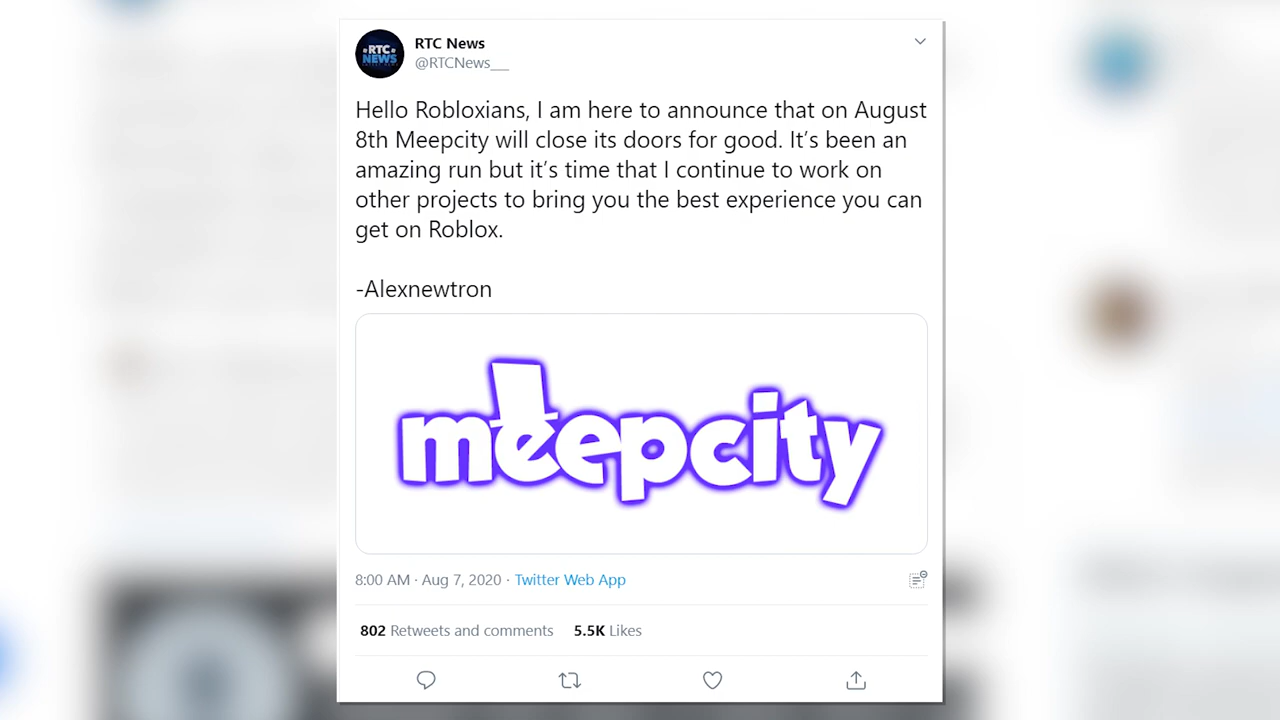 RTC
NEWS
RTC News
@RTCNews___
Hello Robloxians, I am here to announce that on August
8th Meepcity will close its doors for good. It’s been an
amazing run but it’s time that I continue to work on
other projects to bring you the best experience you can
get on Roblox.
-Alexnewtron
meepcity
8:00 AM · Aug 7, 2020 · Twitter Web App
802 Retweets and comments 5.5K Likes